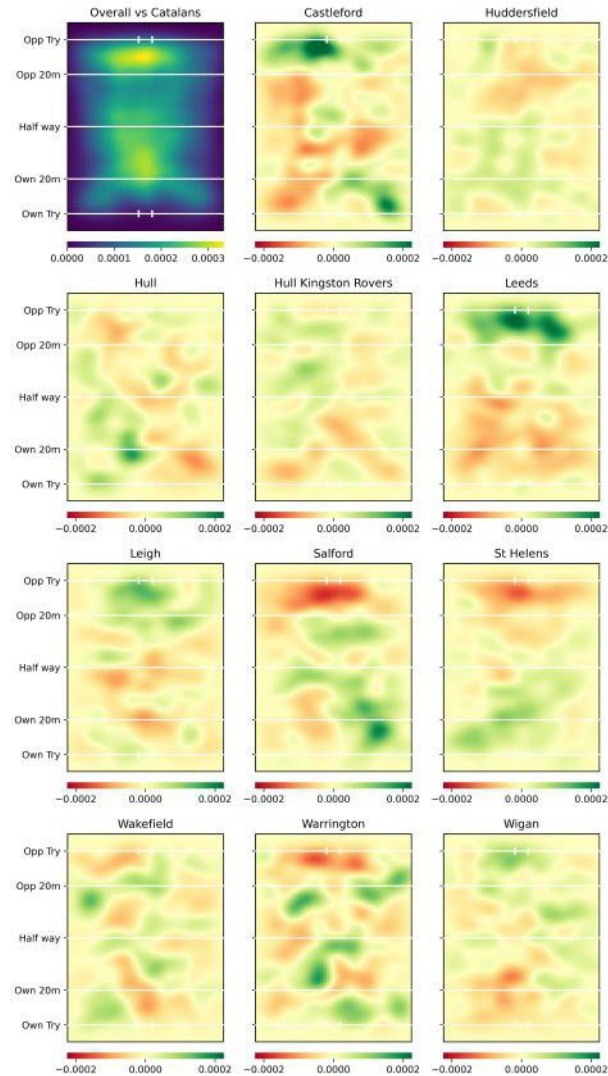 Overall vs Catalans Castleford Huddersfield
Opp Try
Opp 20m
Half way
Own 20m
Own Try
0.0000 0.0001 0.0002 0.0003 −0.0002 0.0000 0.0002 −0.0002 0.0000 0.0002
Hull Hull Kingston Rovers Leeds
Opp Try
Opp 20m
Half way
Own 20m
Own Try
−0.0002 0.0000 0.0002 −0.0002 0.0000 0.0002 −0.0002 0.0000 0.0002
Leigh Salford St Helens
Opp Try
Opp 20m
Half way
Own 20m
Own Try
−0.0002 0.0000 0.0002 −0.0002 0.0000 0.0002 −0.0002 0.0000 0.0002
Wakefield Warrington Wigan
Opp Try
Opp 20m
Half way
Own 20m
Own Try
−0.0002 0.0000 0.0002 −0.0002 0.0000 0.0002 −0.0002 0.0000 0.0002